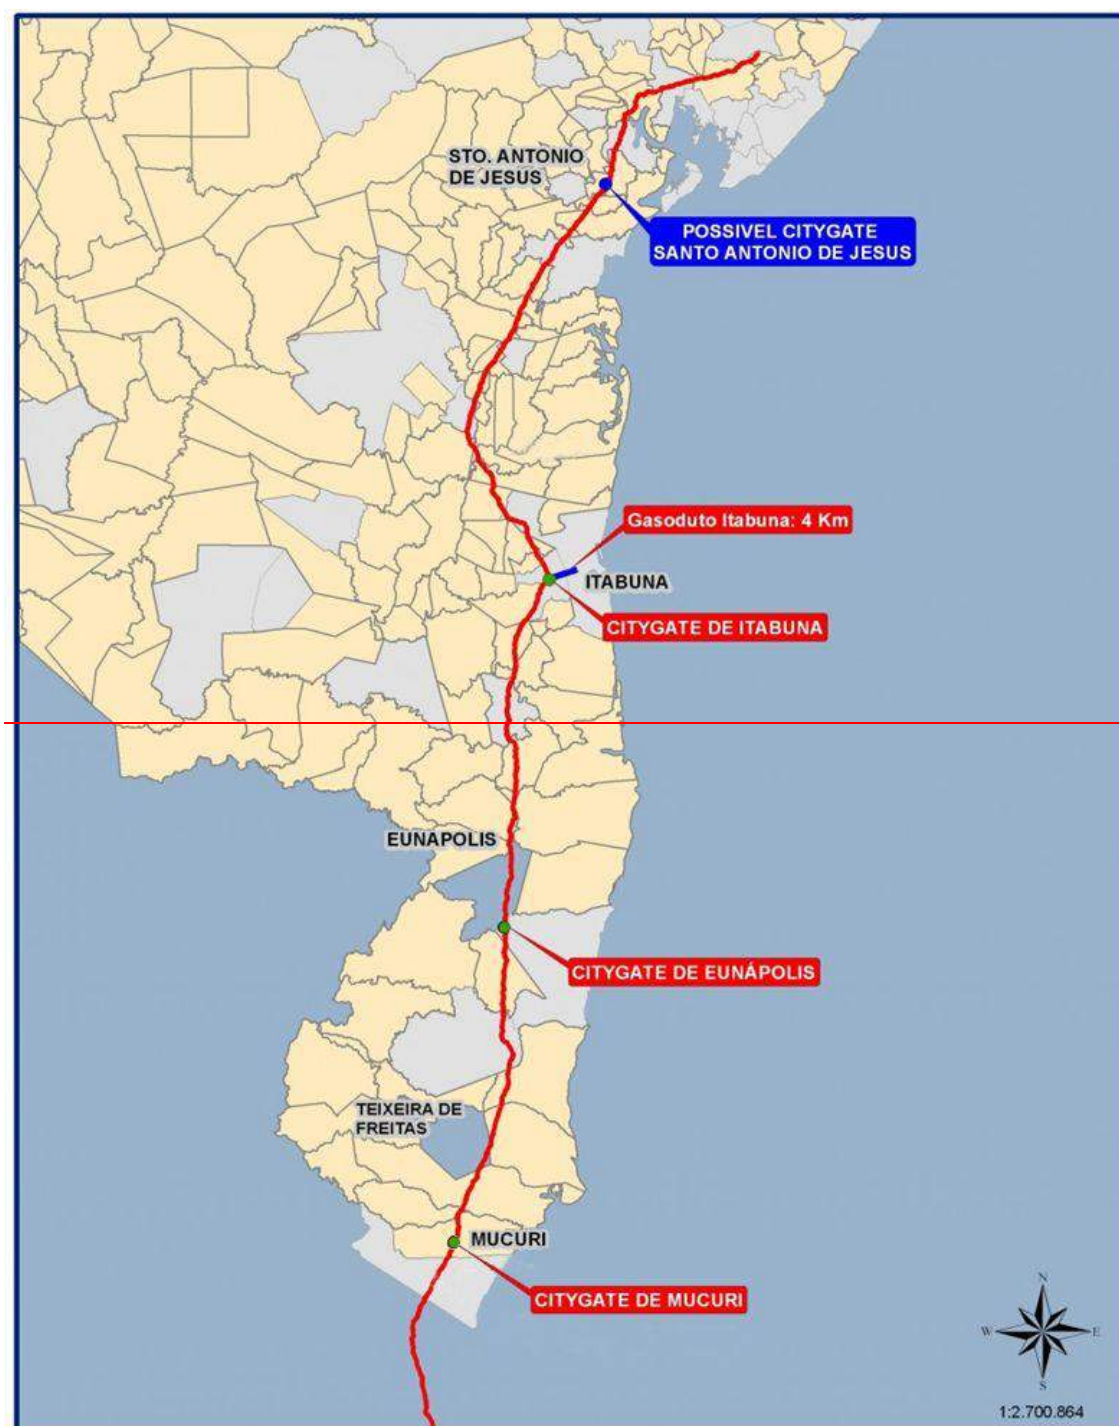 STO. ANTONIO
DE JESUS
POSSIVEL CITYGATE
SANTO ANTONIO DE JESUS
Gasoduto Itabuna: 4 Km
ITABUNA
CITYGATE DE ITABUNA
EUNAPOLIS
CITYGATE DE EUNÁPOLIS
TEIXEIRA DE
FREITAS
MUCURI
CITYGATE DE MUCURI
N
W E
S
1:2.700.864